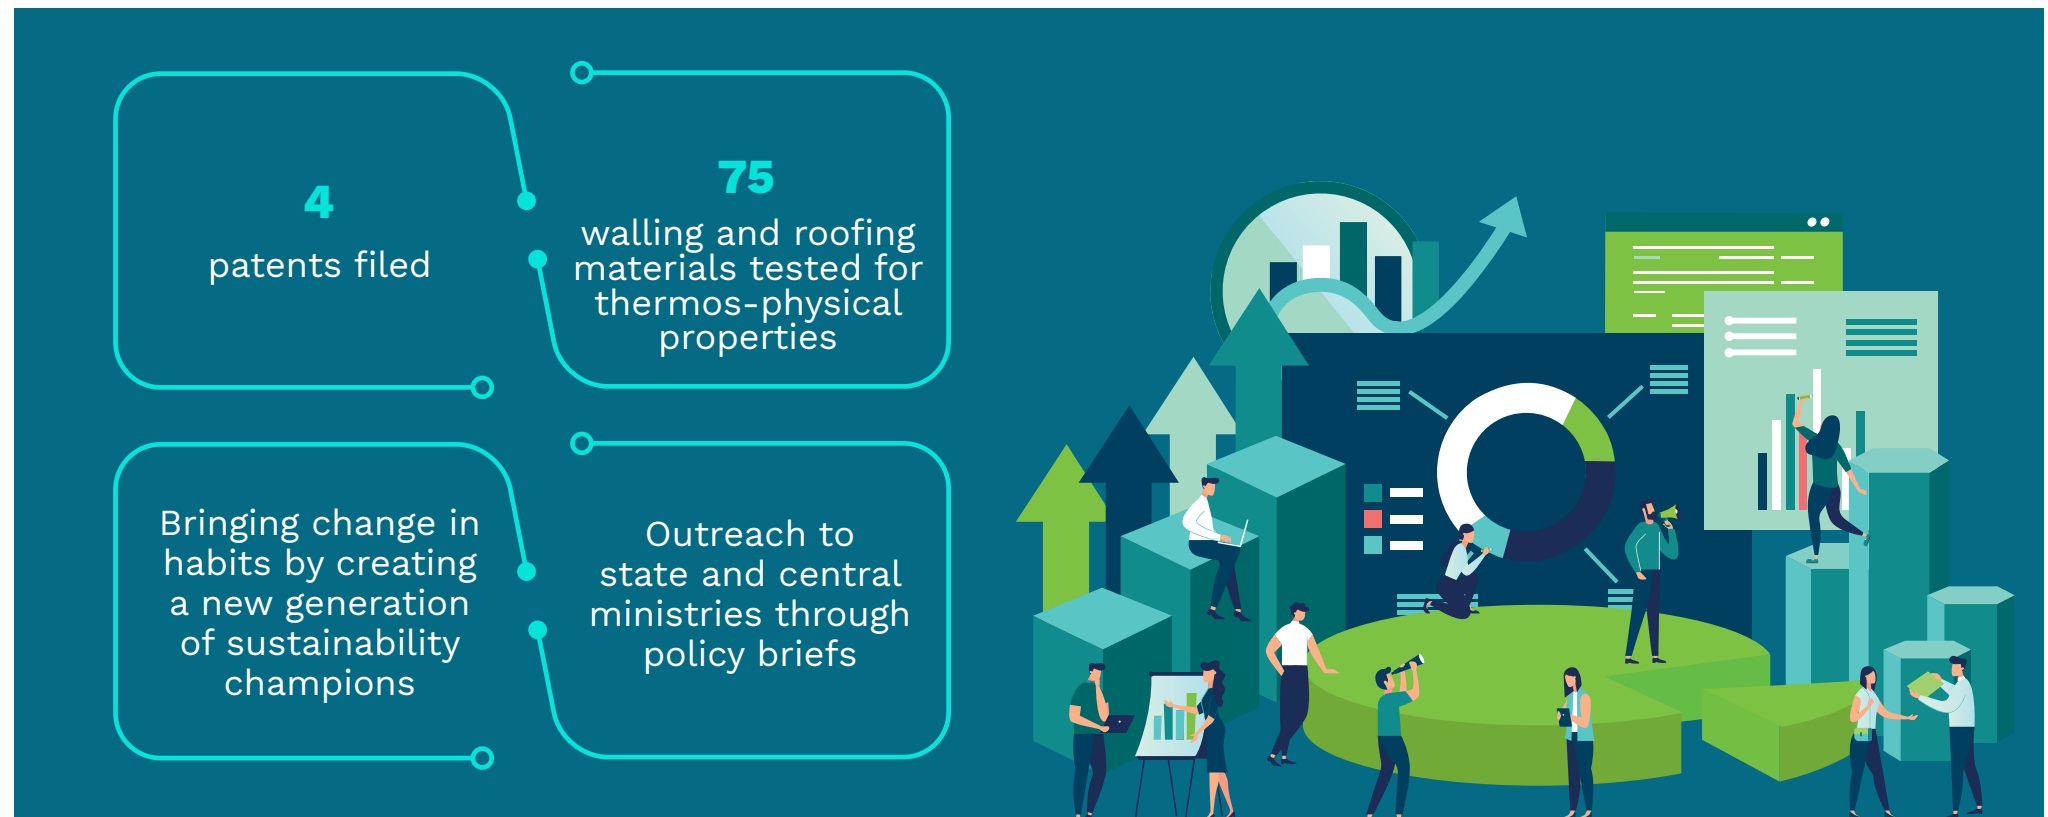 4
patents filed
75
walling and roofing
materials tested for
thermos-physical
properties
Bringing change in
habits by creating
a new generation
of sustainability
champions
Outreach to
state and central
ministries through
policy briefs